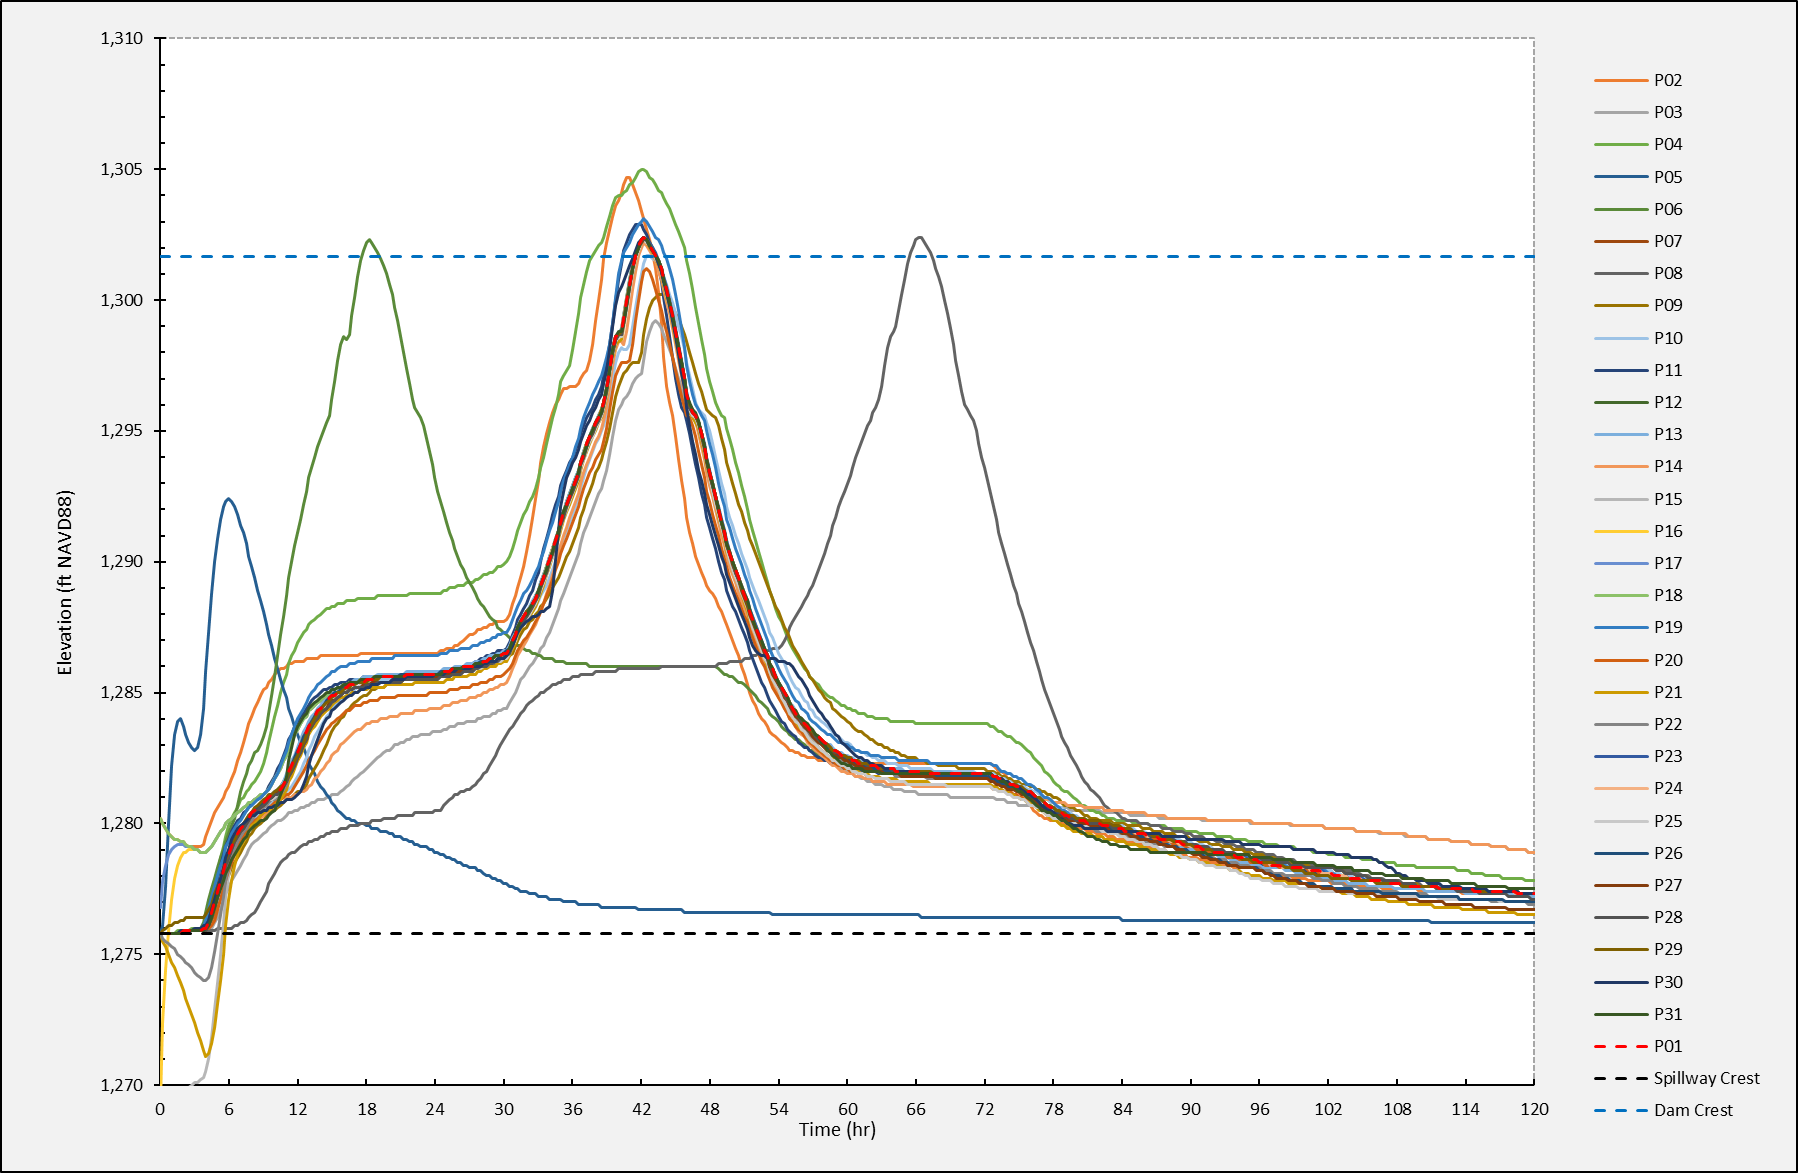 1,310
1,305
1,300
1,295
1,290
1,285
1,280
1,275
1,270
Elevation (ft NAVD88)
0 6 12 18 24 30 36 42 48 54 60 66 72 78 84 90 96 102 108 114 120
Time (hr)
P02
P03
P04
P05
P06
P07
P08
P09
P10
P11
P12
P13
P14
P15
P16
P17
P18
P19
P20
P21
P22
P23
P24
P25
P26
P27
P28
P29
P30
P31
P01
Spillway Crest
Dam Crest